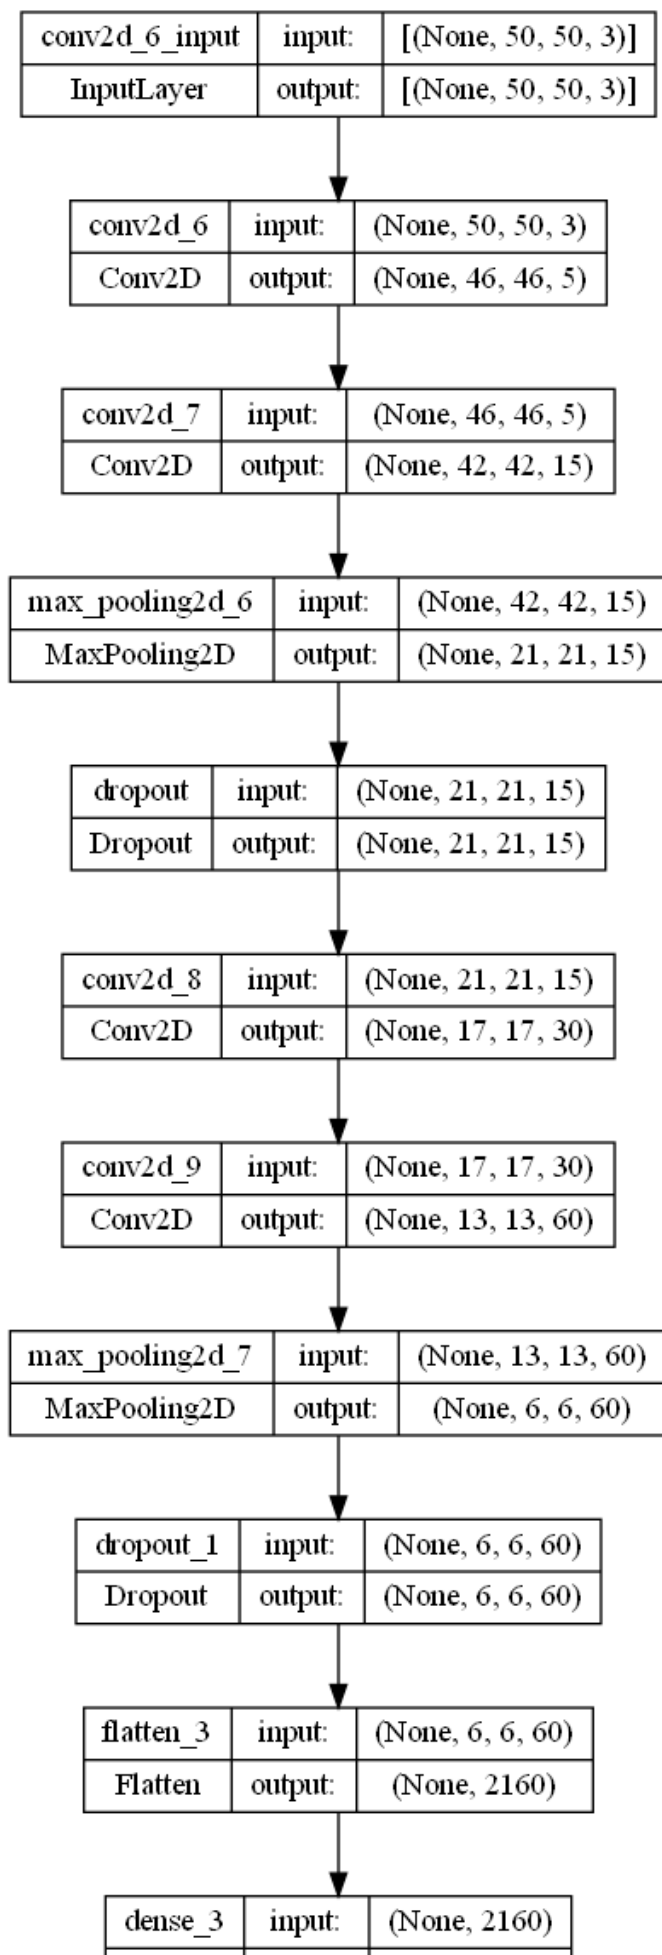 conv2d_6_input input: [(None, 50, 50, 3)]
InputLayer output: [(None, 50, 50, 3)]
conv2d_6 input: (None, 50, 50, 3)
Conv2D output: (None, 46, 46, 5)
conv2d_7 input: (None, 46, 46, 5)
Conv2D output: (None, 42, 42, 15)
max_pooling2d_6 input: (None, 42, 42, 15)
MaxPooling2D output: (None, 21, 21, 15)
dropout input: (None, 21, 21, 15)
Dropout output: (None, 21, 21, 15)
conv2d_8 input: (None, 21, 21, 15)
Conv2D output: (None, 17, 17, 30)
conv2d_9 input: (None, 17, 17, 30)
Conv2D output: (None, 13, 13, 60)
max_pooling2d_7 input: (None, 13, 13, 60)
MaxPooling2D output: (None, 6, 6, 60)
dropout_1 input: (None, 6, 6, 60)
Dropout output: (None, 6, 6, 60)
flatten_3 input: (None, 6, 6, 60)
Flatten output: (None, 2160)
dense_3 input: (None, 2160)